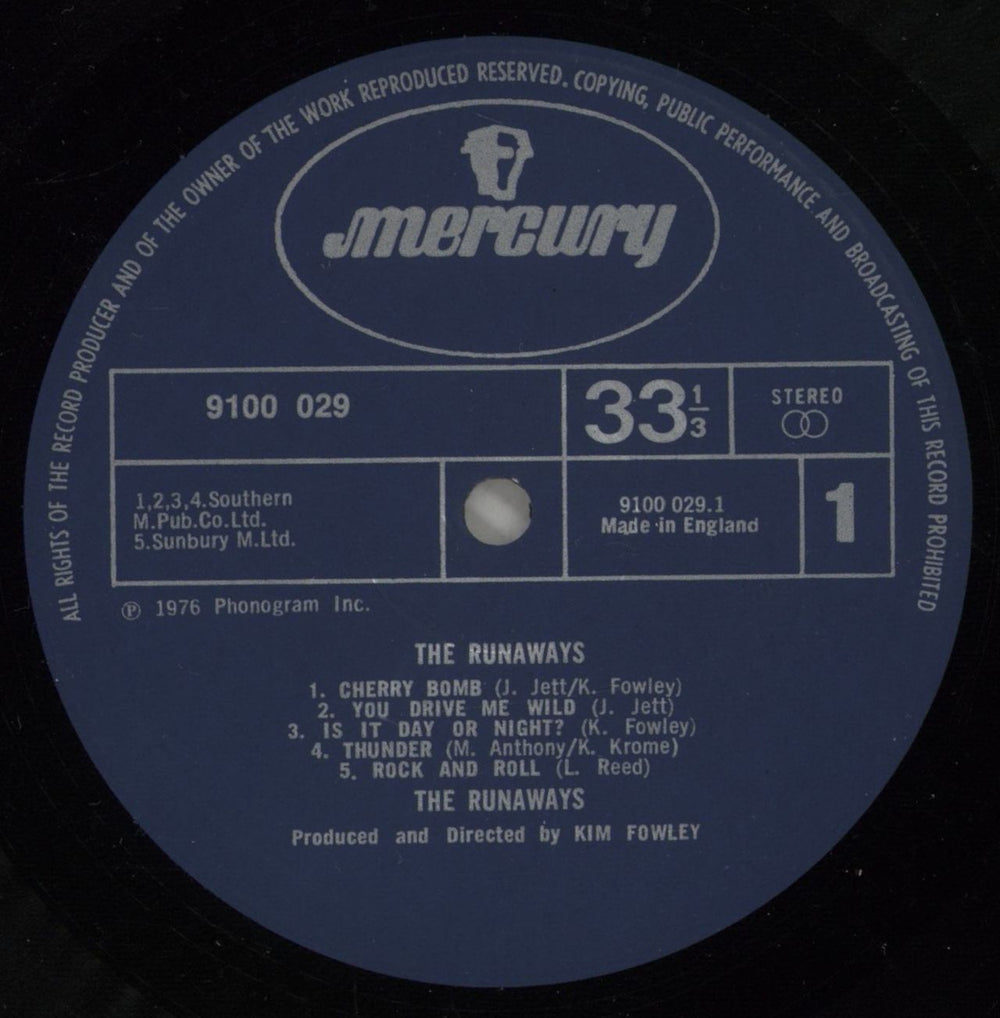 ALL RIGHTS OF THE RECORD PRODUCER AND OF THE OWNER OF THE WORK REPRODUCED RESERVED. COPYING, PUBLIC PERFORMANCE AND BROADCASTING OF THIS RECORD PROHIBITED
mercury
9100 029
33 1/3
STEREO
1,2,3,4.Southern
M.Pub.Co.Ltd.
5.Sunbury M.Ltd.
9100 029.1
Made in England
1
Ⓟ 1976 Phonogram Inc.
THE RUNAWAYS
1. CHERRY BOMB (J. Jett/K. Fowley)
2. YOU DRIVE ME WILD (J. Jett)
3. IS IT DAY OR NIGHT? (K. Fowley)
4. THUNDER (M. Anthony/K. Krome)
5. ROCK AND ROLL (L. Reed)
THE RUNAWAYS
Produced and Directed by KIM FOWLEY